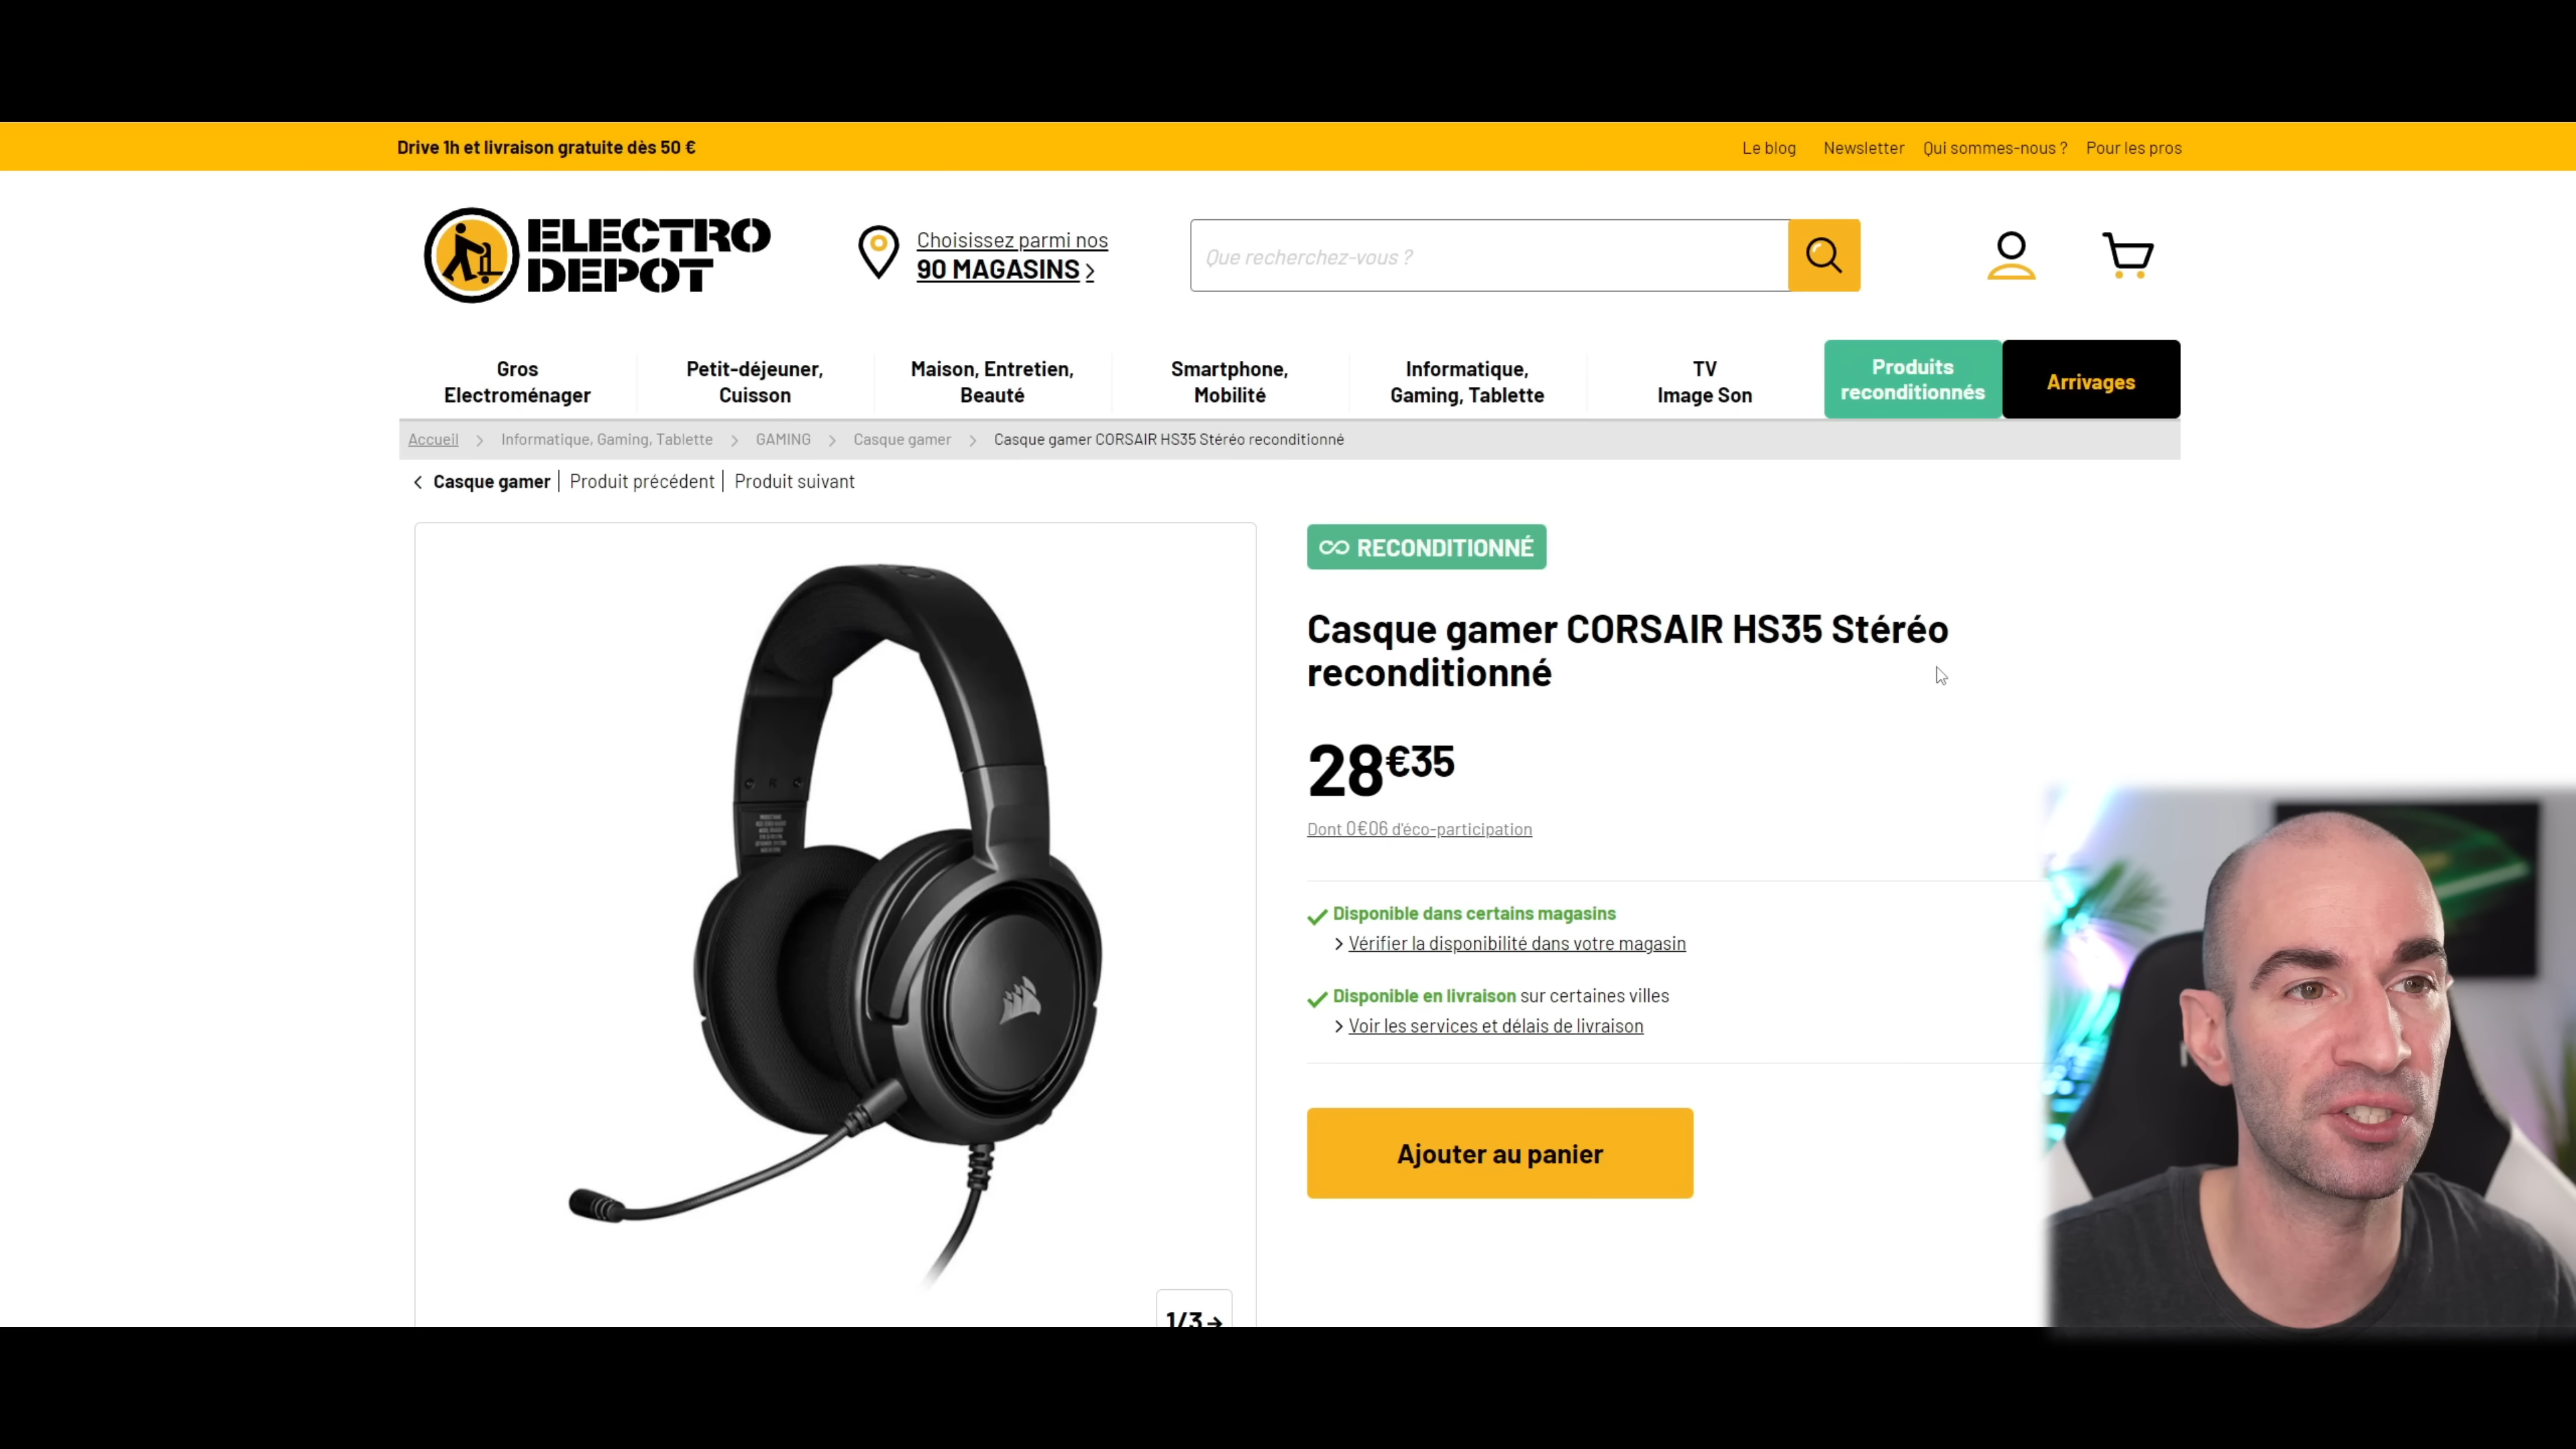 Drive 1h et livraison gratuite dès 50 €
Le blog Newsletter Qui sommes-nous ? Pour les pros
ELECTRO
DEPOT
Choisissez parmi nos
90 MAGASINS >
Que recherchez-vous ?
Gros
Electroménager
Petit-déjeuner,
Cuisson
Maison, Entretien,
Beauté
Smartphone,
Mobilité
Informatique,
Gaming, Tablette
TV
Image Son
Produits
reconditionnés
Arrivages
Accueil > Informatique, Gaming, Tablette > GAMING > Casque gamer > Casque gamer CORSAIR HS35 Stéréo reconditionné
< Casque gamer | Produit précédent | Produit suivant
RECONDITIONNÉ
Casque gamer CORSAIR HS35 Stéréo
reconditionné
28€35
Dont 0€06 d'éco-participation
Disponible dans certains magasins
> Vérifier la disponibilité dans votre magasin
Disponible en livraison sur certaines villes
> Voir les services et délais de livraison
Ajouter au panier
1/3 →